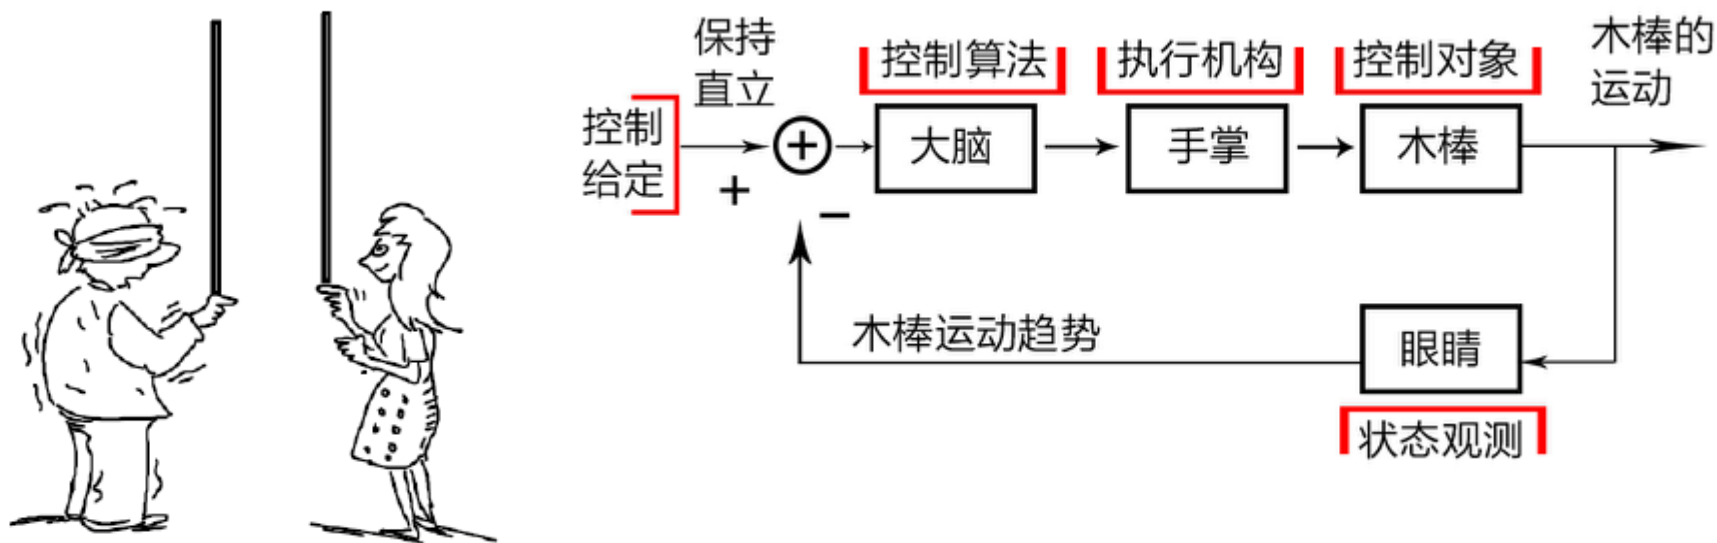 保持
直立
控制
给定
控制算法
执行机构
控制对象
木棒的
运动
+
大脑
手掌
木棒
+
−
木棒运动趋势
眼睛
状态观测